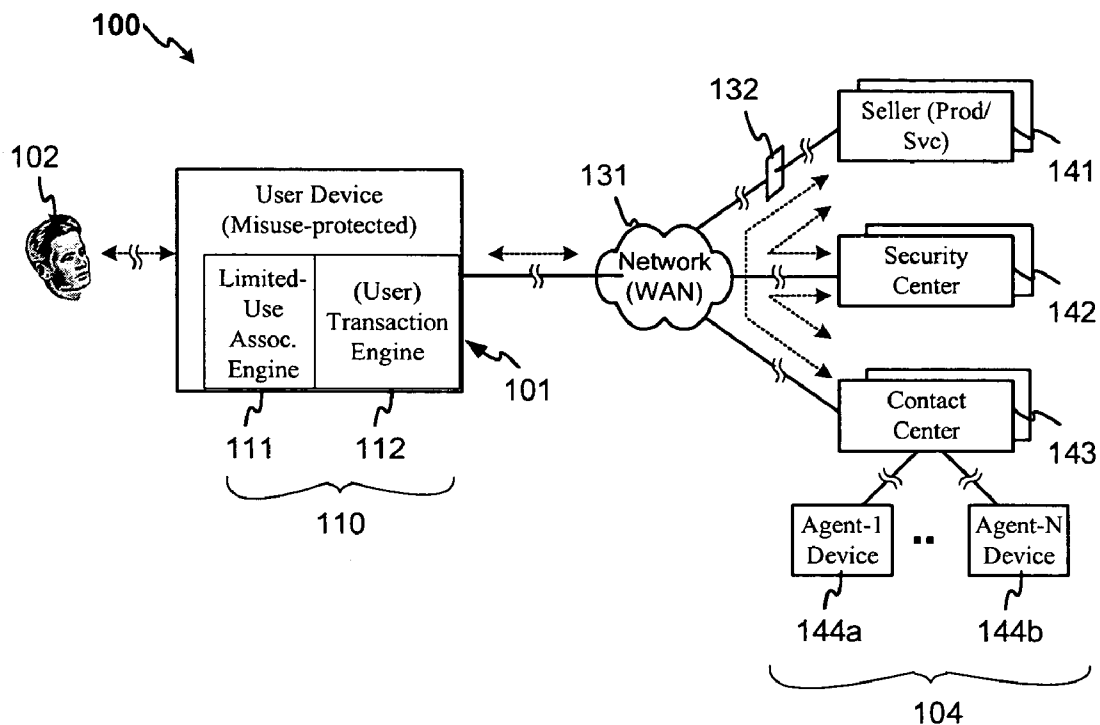 100
132
Seller (Prod/
Svc)
141
102
User Device
(Misuse-protected)
131
Network
(WAN)
Security
Center
142
Limited-
Use
Assoc.
Engine
(User)
Transaction
Engine
101
111
112
110
Contact
Center
143
Agent-1
Device
..
Agent-N
Device
144a
144b
104